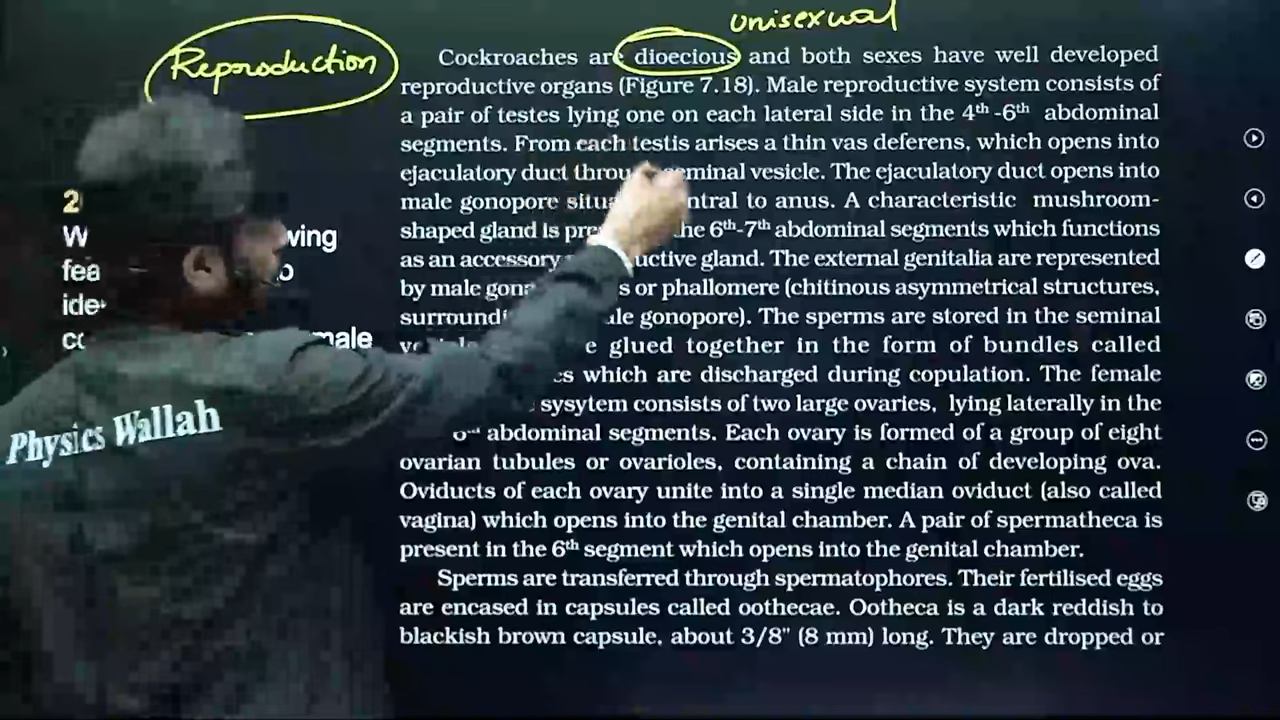 unisexual
Reproduction
Cockroaches are dioecious and both sexes have well developed
reproductive organs (Figure 7.18). Male reproductive system consists of
a pair of testes lying one on each lateral side in the 4th -6th abdominal
segments. From each testis arises a thin vas deferens, which opens into
ejaculatory duct through seminal vesicle. The ejaculatory duct opens into
male gonopore situa ntral to anus. A characteristic mushroom-
shaped gland is pre the 6th-7th abdominal segments which functions
as an accessory uctive gland. The external genitalia are represented
by male gona s or phallomere (chitinous asymmetrical structures,
surround ale gonopore). The sperms are stored in the seminal
e glued together in the form of bundles called
es which are discharged during copulation. The female
sysytem consists of two large ovaries, lying laterally in the
abdominal segments. Each ovary is formed of a group of eight
ovarian tubules or ovarioles, containing a chain of developing ova.
Oviducts of each ovary unite into a single median oviduct (also called
vagina) which opens into the genital chamber. A pair of spermatheca is
present in the 6th segment which opens into the genital chamber.
Sperms are transferred through spermatophores. Their fertilised eggs
are encased in capsules called oothecae. Ootheca is a dark reddish to
blackish brown capsule, about 3/8" (8 mm) long. They are dropped or
2
W wing
fea o
ide
co male
Physics Wallah